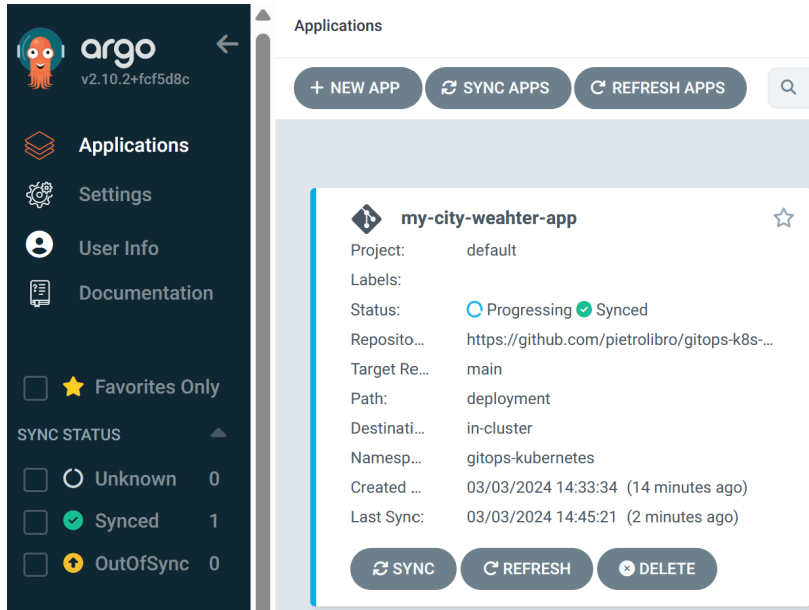 argo
v2.10.2+fcf5d8c
Applications
Settings
User Info
Documentation
Favorites Only
SYNC STATUS
Unknown 0
Synced 1
OutOfSync 0
Applications
+ NEW APP SYNC APPS REFRESH APPS
my-city-weahter-app
Project: default
Labels:
Status: Progressing Synced
Reposito... https://github.com/pietrolibro/gitops-k8s-...
Target Re... main
Path: deployment
Destinati... in-cluster
Namesp... gitops-kubernetes
Created ... 03/03/2024 14:33:34 (14 minutes ago)
Last Sync: 03/03/2024 14:45:21 (2 minutes ago)
SYNC REFRESH DELETE